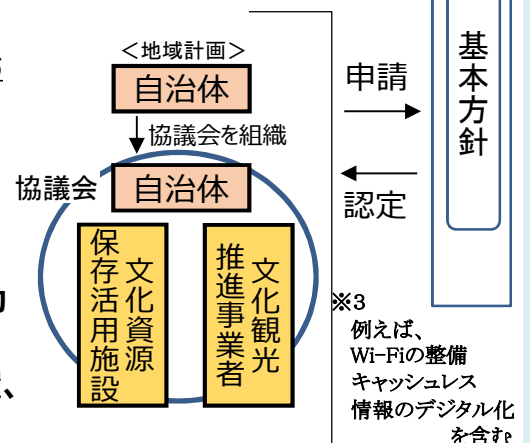 <地域計画>
自治体
協議会を組織
協議会
自治体
文化資源
保存活用施設
文化観光
推進事業者
申請
認定
基本方針
※3
例えば、
Wi-Fiの整備
キャッシュレス
情報のデジタル化
を含む
、